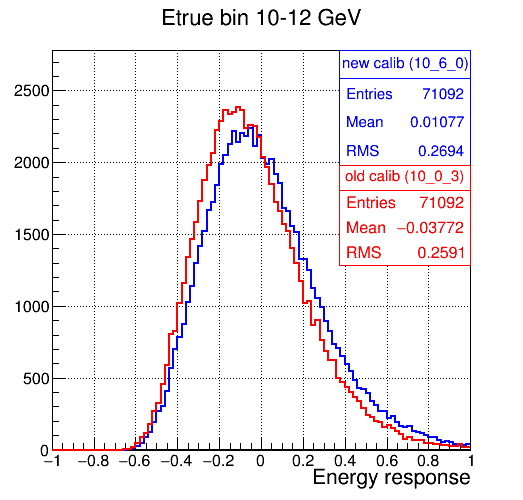 Etrue bin 10-12 GeV
new calib (10_6_0)
Entries 71092
Mean 0.01077
RMS 0.2694
old calib (10_0_3)
Entries 71092
Mean −0.03772
RMS 0.2591
2500
2000
1500
1000
500
0
−1 −0.8 −0.6 −0.4 −0.2 0 0.2 0.4 0.6 0.8 1
Energy response